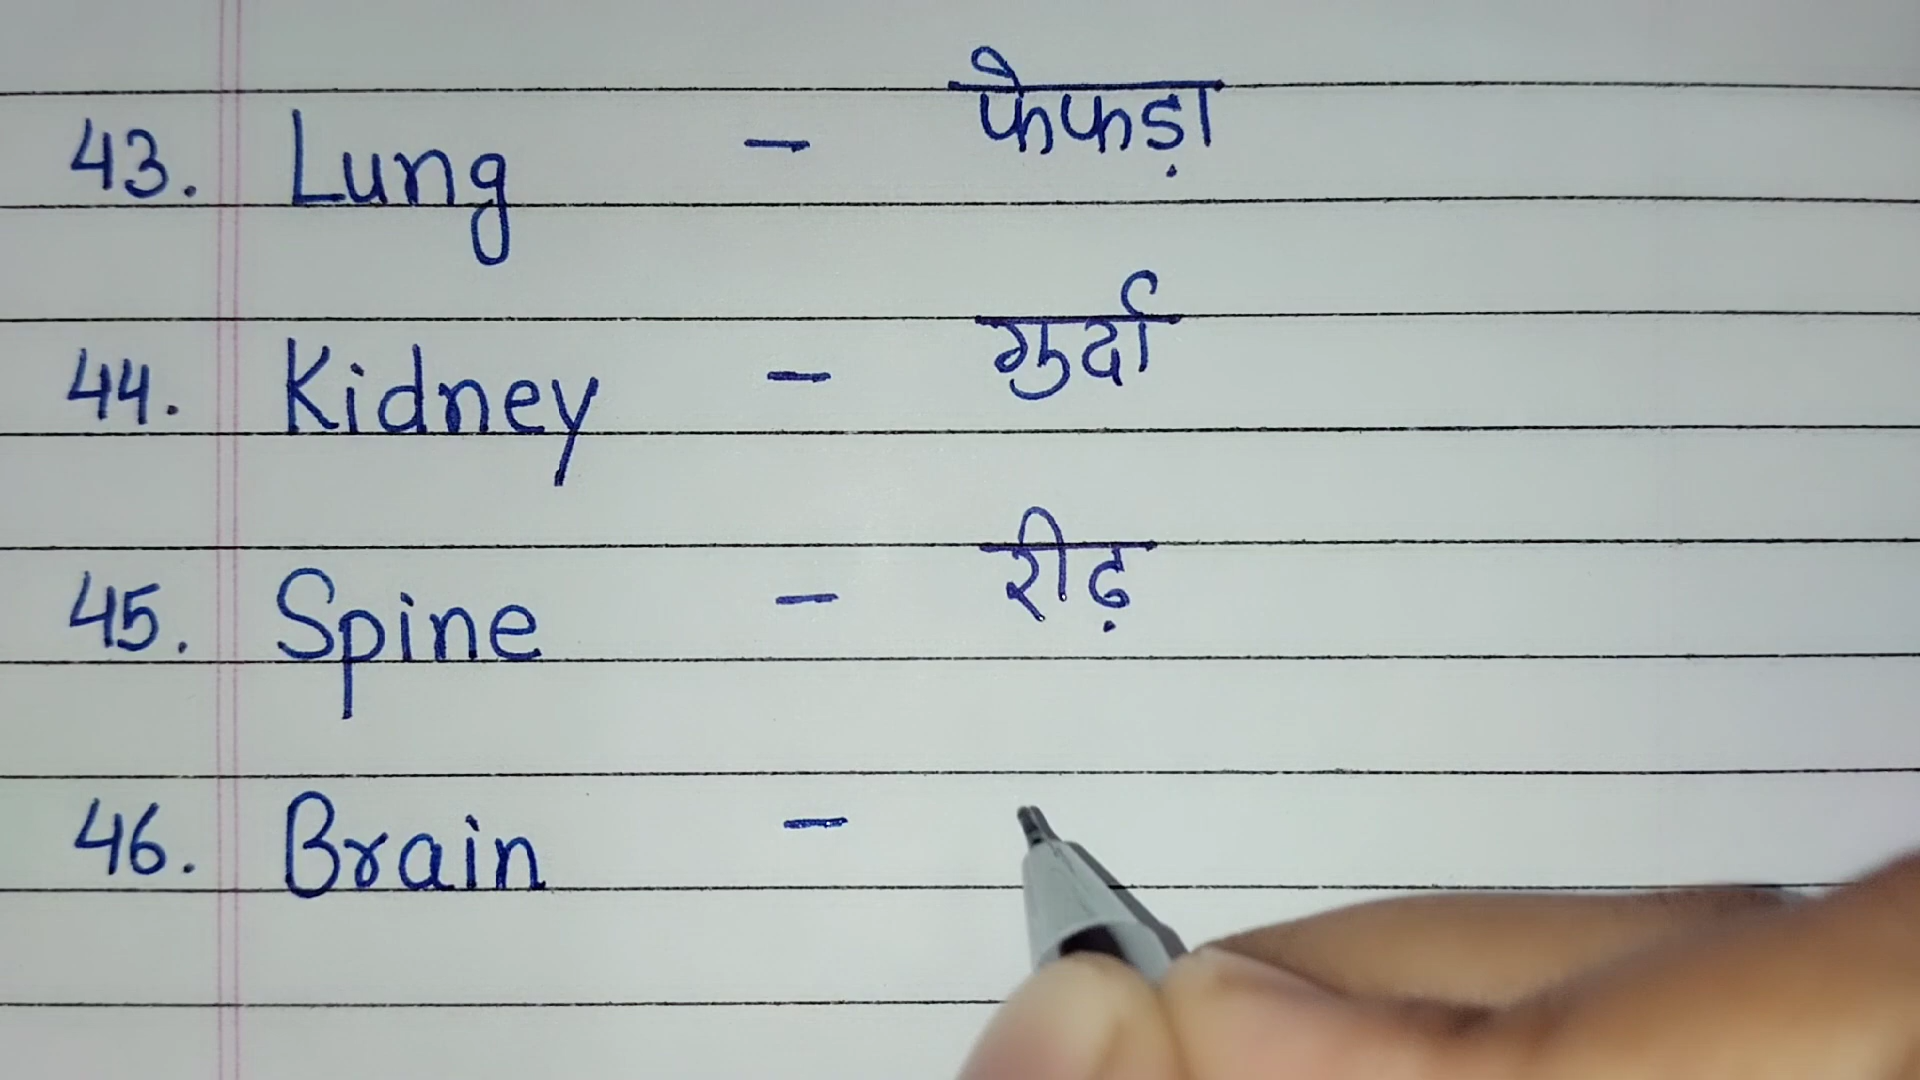 43. Lung - फेफड़ा
44. Kidney - गुर्दा
45. Spine - रीढ़
46. Brain -